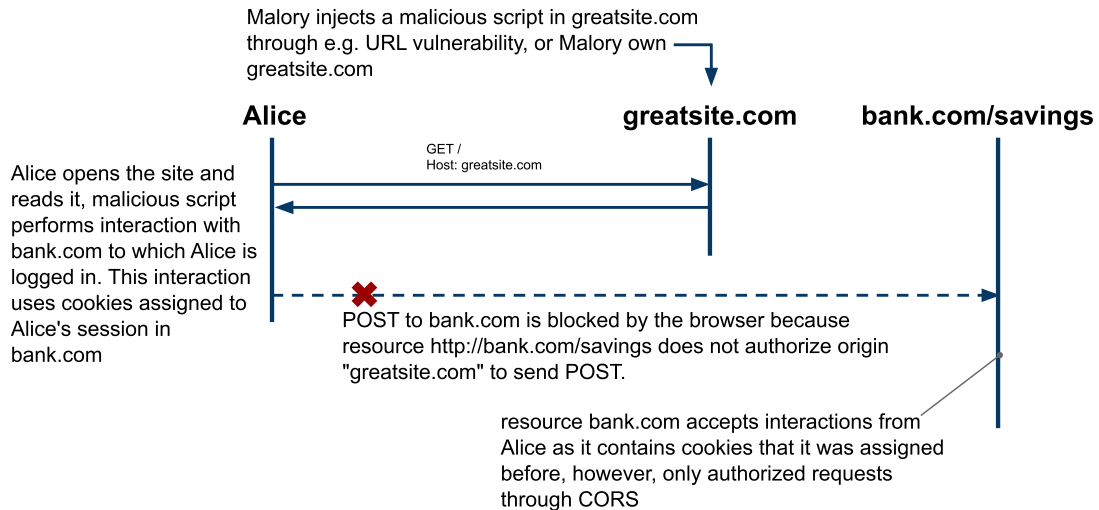 Malory injects a malicious script in greatsite.com
through e.g. URL vulnerability, or Malory own
greatsite.com
Alice
greatsite.com
bank.com/savings
GET /
Host: greatsite.com
Alice opens the site and
reads it, malicious script
performs interaction with
bank.com to which Alice is
logged in. This interaction
uses cookies assigned to
Alice's session in
bank.com
POST to bank.com is blocked by the browser because
resource http://bank.com/savings does not authorize origin
"greatsite.com" to send POST.
resource bank.com accepts interactions from
Alice as it contains cookies that it was assigned
before, however, only authorized requests
through CORS